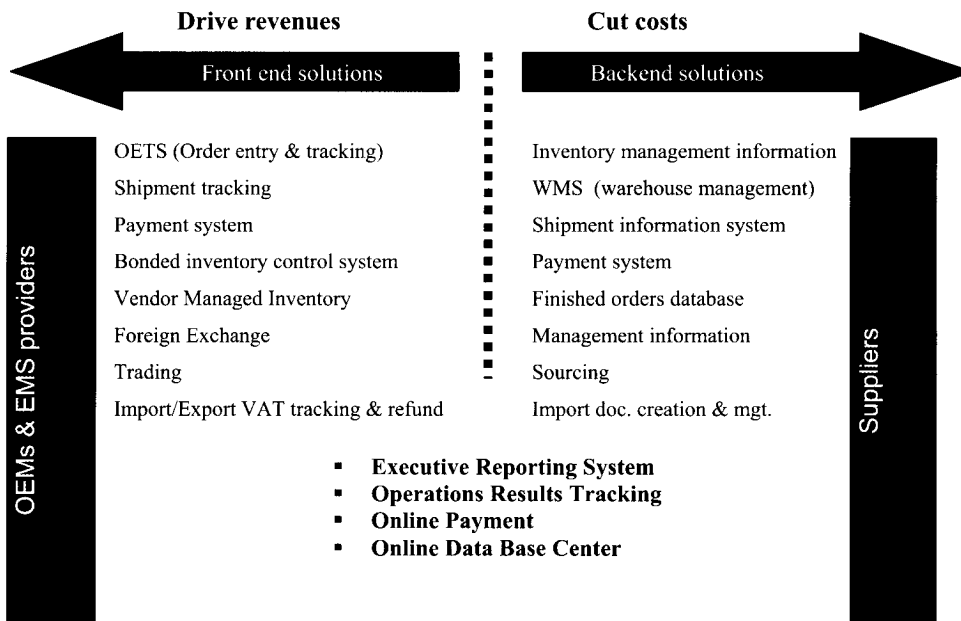 Drive revenues
Cut costs
Front end solutions
Backend solutions
OEMs & EMS providers
OETS (Order entry & tracking)
Shipment tracking
Payment system
Bonded inventory control system
Vendor Managed Inventory
Foreign Exchange
Trading
Import/Export VAT tracking & refund
Inventory management information
WMS (warehouse management)
Shipment information system
Payment system
Finished orders database
Management information
Sourcing
Import doc. creation & mgt.
Suppliers
▪ Executive Reporting System
▪ Operations Results Tracking
▪ Online Payment
▪ Online Data Base Center